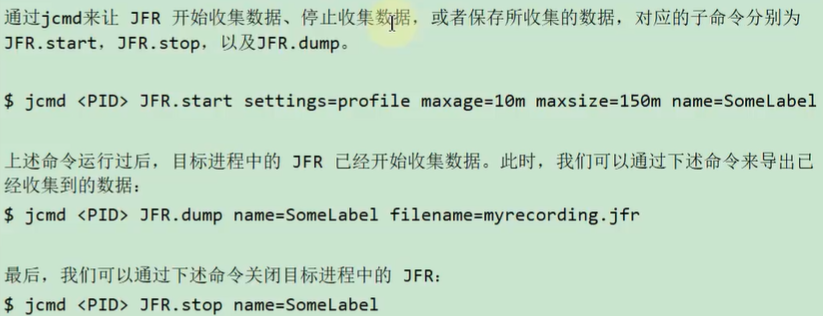 通过jcmd来让 JFR 开始收集数据、停止收集数据，或者保存所收集的数据，对应的子命令分别为
JFR.start，JFR.stop，以及JFR.dump。
$ jcmd <PID> JFR.start settings=profile maxage=10m maxsize=150m name=SomeLabel
上述命令运行过后，目标进程中的 JFR 已经开始收集数据。此时，我们可以通过下述命令来导出已
经收集到的数据：
$ jcmd <PID> JFR.dump name=SomeLabel filename=myrecording.jfr
最后，我们可以通过下述命令关闭目标进程中的 JFR：
$ jcmd <PID> JFR.stop name=SomeLabel